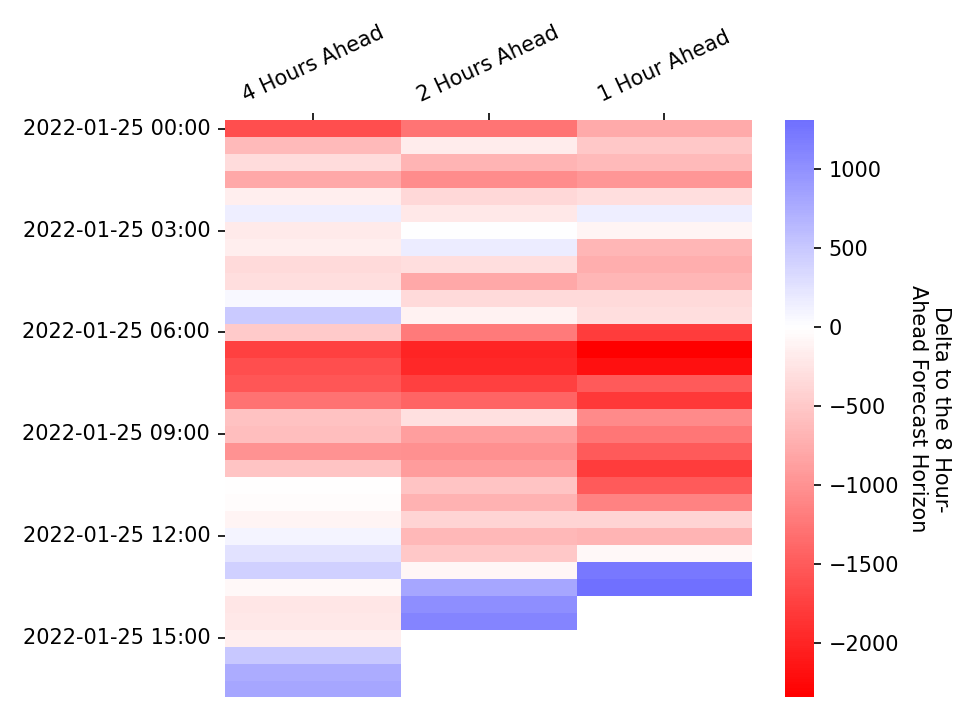 4 Hours Ahead
2 Hours Ahead
1 Hour Ahead
2022-01-25 00:00
2022-01-25 03:00
2022-01-25 06:00
2022-01-25 09:00
2022-01-25 12:00
2022-01-25 15:00
1000
500
0
−500
−1000
−1500
−2000
Delta to the 8 Hour-
Ahead Forecast Horizon